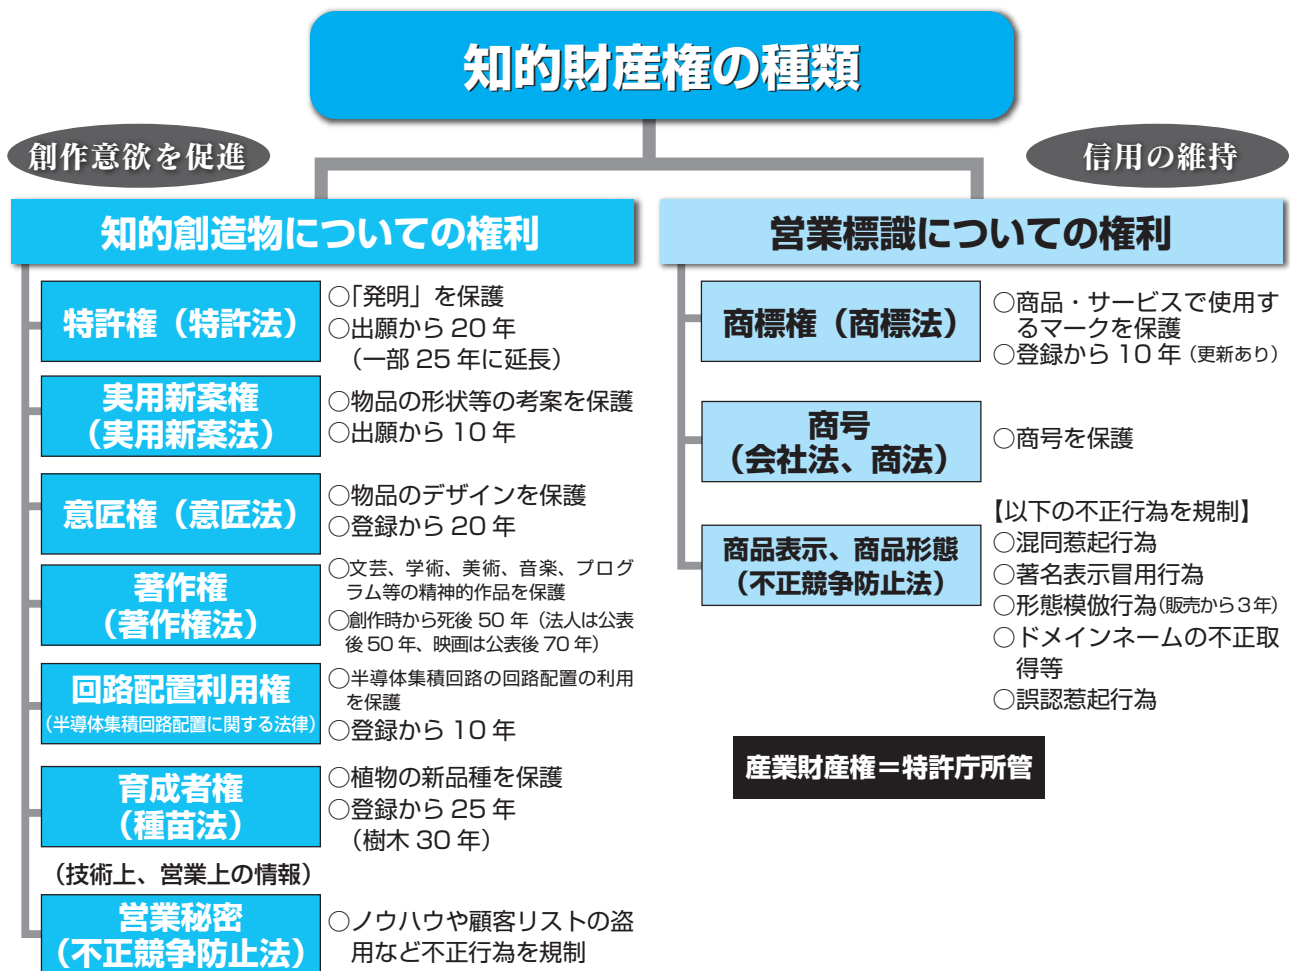 知的財産権の種類
創作意欲を促進
信用の維持
知的創造物についての権利
特許権（特許法）
○「発明」を保護
○出願から 20 年
（一部 25 年に延長）
実用新案権
（実用新案法）
○物品の形状等の考案を保護
○出願から 10 年
意匠権（意匠法）
○物品のデザインを保護
○登録から 20 年
著作権
（著作権法）
○文芸、学術、美術、音楽、プログ
ラム等の精神的作品を保護
○創作時から死後 50 年（法人は公表
後 50 年、映画は公表後 70 年）
回路配置利用権
（半導体集積回路配置に関する法律）
○半導体集積回路の回路配置の利用
を保護
○登録から 10 年
育成者権
（種苗法）
○植物の新品種を保護
○登録から 25 年
（樹木 30 年）
（技術上、営業上の情報）
営業秘密
（不正競争防止法）
○ノウハウや顧客リストの盗
用など不正行為を規制
営業標識についての権利
商標権（商標法）
○商品・サービスで使用す
るマークを保護
○登録から 10 年（更新あり）
商号
（会社法、商法）
○商号を保護
商品表示、商品形態
（不正競争防止法）
【以下の不正行為を規制】
○混同惹起行為
○著名表示冒用行為
○形態模倣行為（販売から３年）
○ドメインネームの不正取
得等
○誤認惹起行為
産業財産権＝特許庁所管